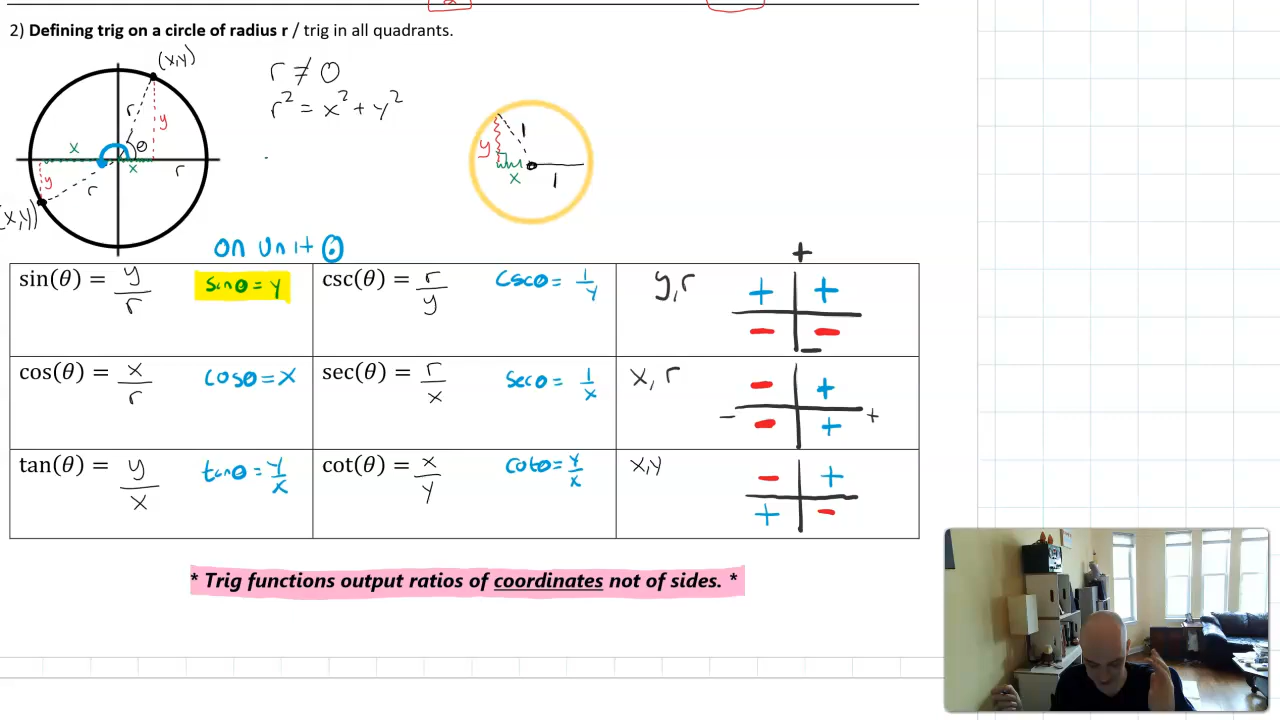 2) Defining trig on a circle of radius r / trig in all quadrants.
(x,y)
r ≠ 0
r² = x² + y²
r
y
θ
x
x
r
y
r
(x,y)
1
y
x
1
on unit ⊙
+
sin(θ) = y/r
sinθ = y
csc(θ) = r/y
cscθ = 1/y
y, r
+ +
- -
-
cos(θ) = x/r
cosθ = x
sec(θ) = r/x
secθ = 1/x
x, r
- +
- +
- +
tan(θ) = y/x
tanθ = y/x
cot(θ) = x/y
cotθ = y/x
x,y
- +
+ -
* Trig functions output ratios of coordinates not of sides. *